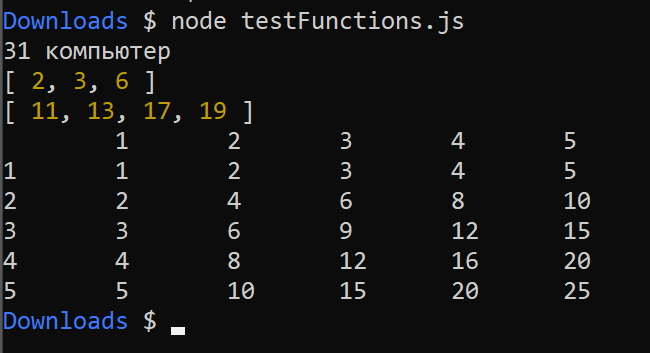 Downloads $ node testFunctions.js
31 компьютер
[ 2, 3, 6 ]
[ 11, 13, 17, 19 ]
1 2 3 4 5
1 1 2 3 4 5
2 2 4 6 8 10
3 3 6 9 12 15
4 4 8 12 16 20
5 5 10 15 20 25
Downloads $